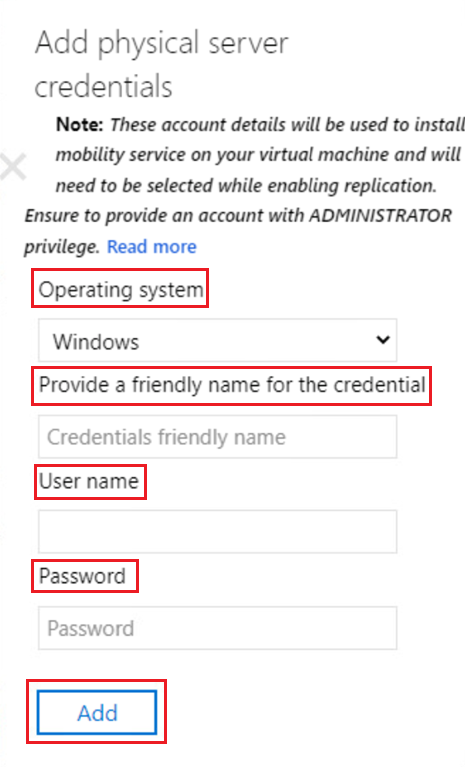 Add physical server
credentials
Note: These account details will be used to install
mobility service on your virtual machine and will
need to be selected while enabling replication.
Ensure to provide an account with ADMINISTRATOR
privilege. Read more
Operating system
Windows
Provide a friendly name for the credential
Credentials friendly name
User name
Password
Password
Add